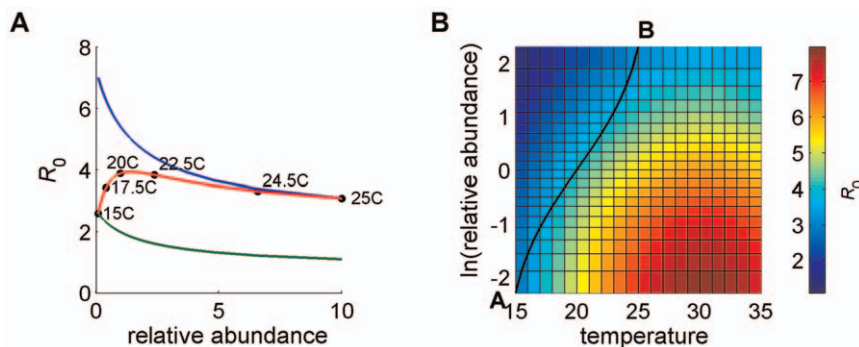 A
R0
8
6
4
2
0
20C
22.5C
17.5C
24.5C
15C
25C
0
5
10
relative abundance
B
B
ln(relative abundance)
2
1
0
-1
-2
A
15
20
25
30
35
temperature
7
6
5
4
3
2
R0